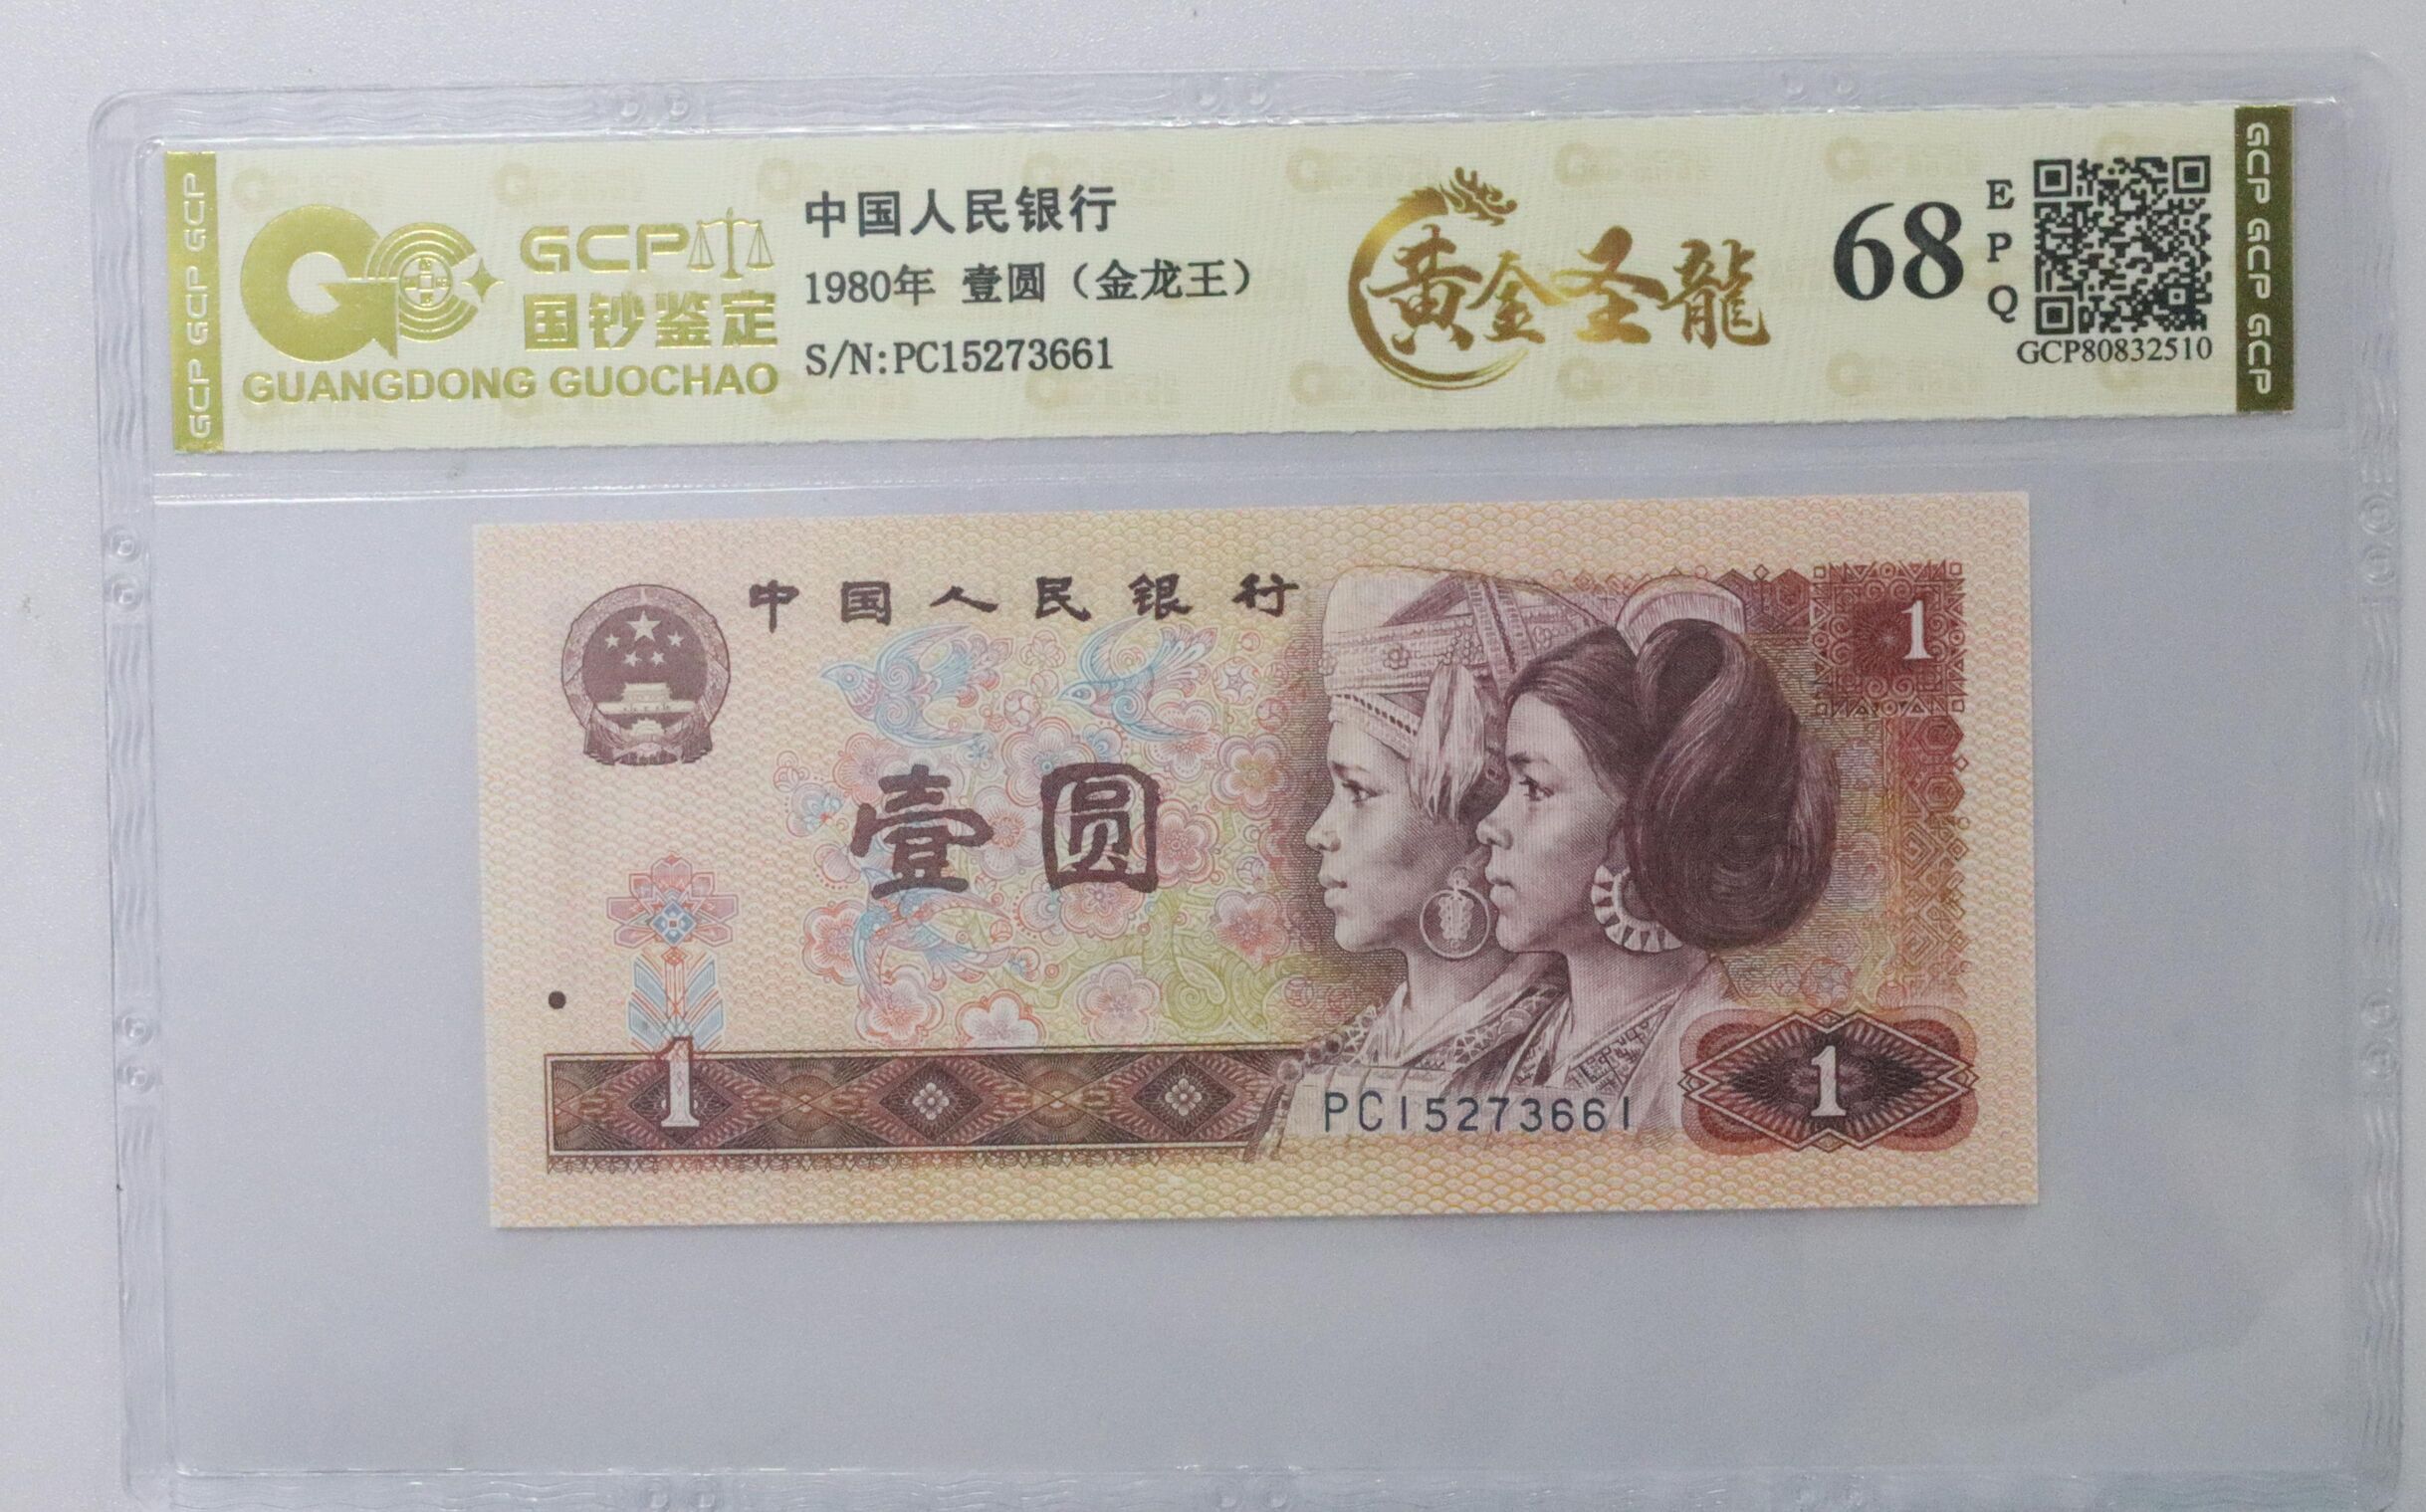 GCP GCP GCP
GCP
国钞鉴定
GUANGDONG GUOCHAO
中国人民银行
1980年 壹圆（金龙王）
S/N:PC15273661
黄金圣龍
68
E
P
Q
GCP80832510
GCP GCP GCP
中国人民银行
1
壹圆
1
PC15273661
1